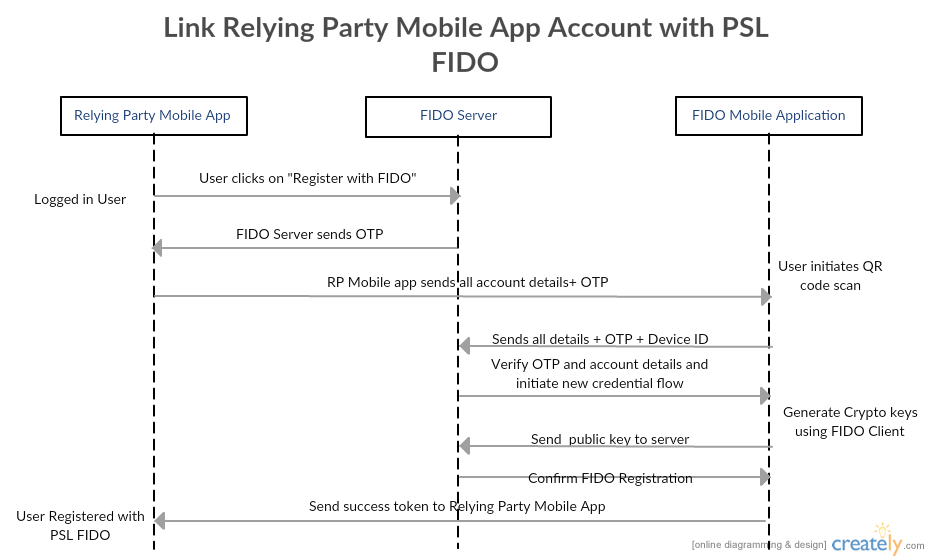 Link Relying Party Mobile App Account with PSL
FIDO
Relying Party Mobile App
FIDO Server
FIDO Mobile Application
User clicks on "Register with FIDO"
Logged in User
FIDO Server sends OTP
User initiates QR
code scan
RP Mobile app sends all account details+ OTP
Sends all details + OTP + Device ID
Verify OTP and account details and
initiate new credential flow
Generate Crypto keys
using FIDO Client
Send  public key to server
Confirm FIDO Registration
Send success token to Relying Party Mobile App
User Registered with
PSL FIDO
[online diagramming & design] creately.com